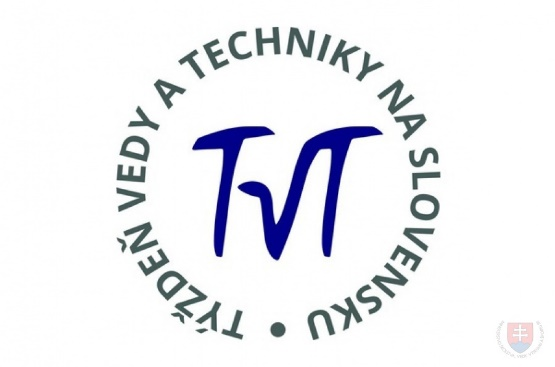 TÝŽDEŇ VEDY A TECHNIKY NA SLOVENSKU •
TVT